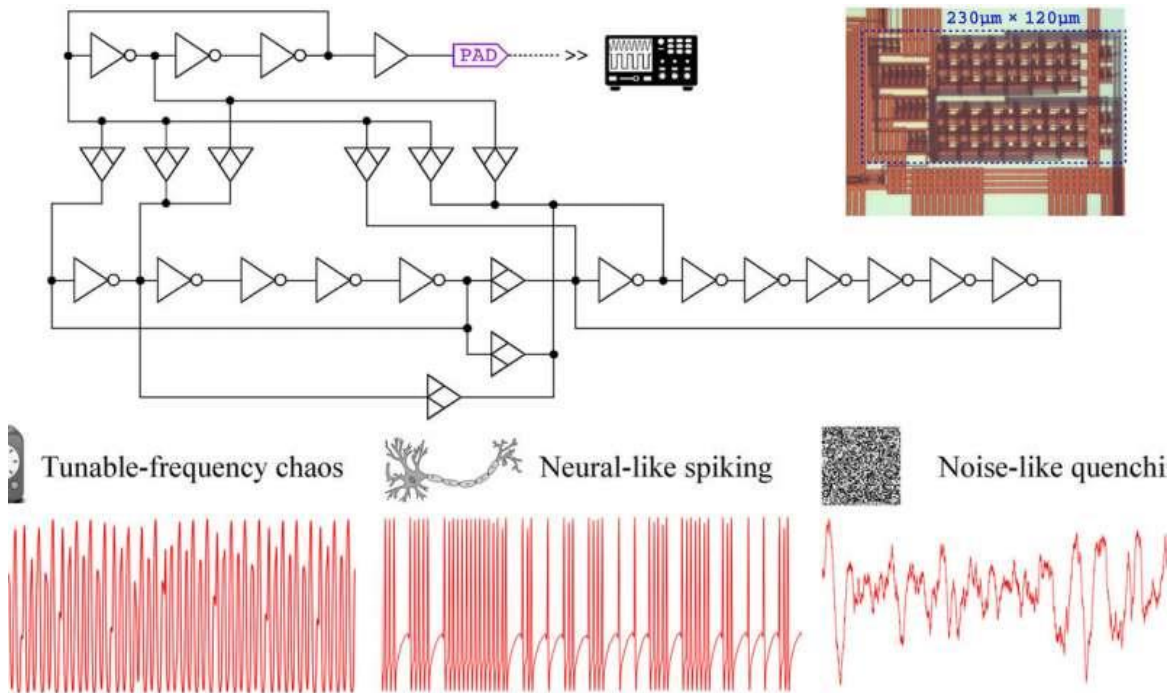 230μm × 120μm
PAD
>>
Tunable-frequency chaos
Neural-like spiking
Noise-like quenchi